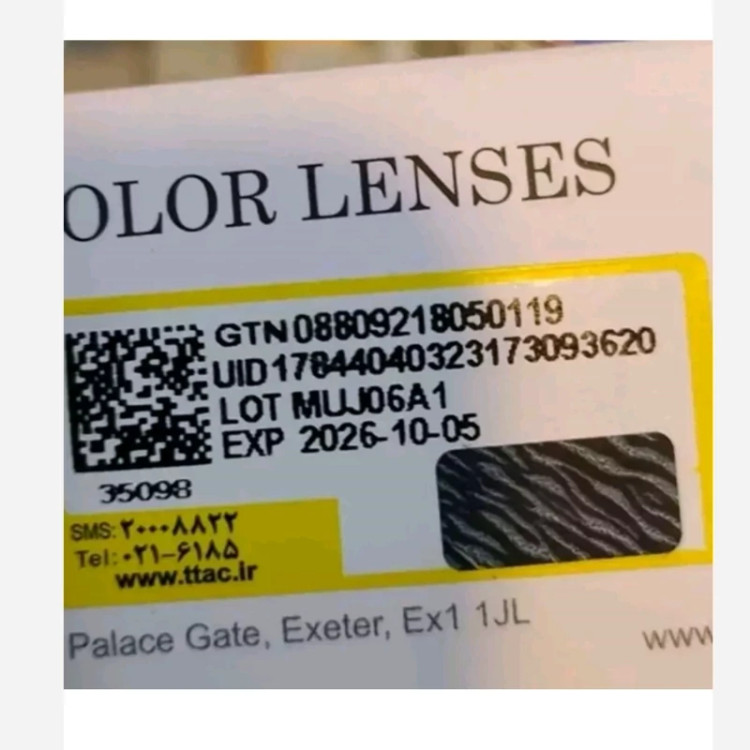 OLOR LENSES
GTN 08809218050119
UID 17844040323173093620
LOT MUJ06A1
EXP 2026-10-05
35098
SMS: ۲۰۰۰۸۸۲۲
Tel: ۰۲۱-۶۱۸۵
www.ttac.ir
Palace Gate, Exeter, Ex1 1JL
www